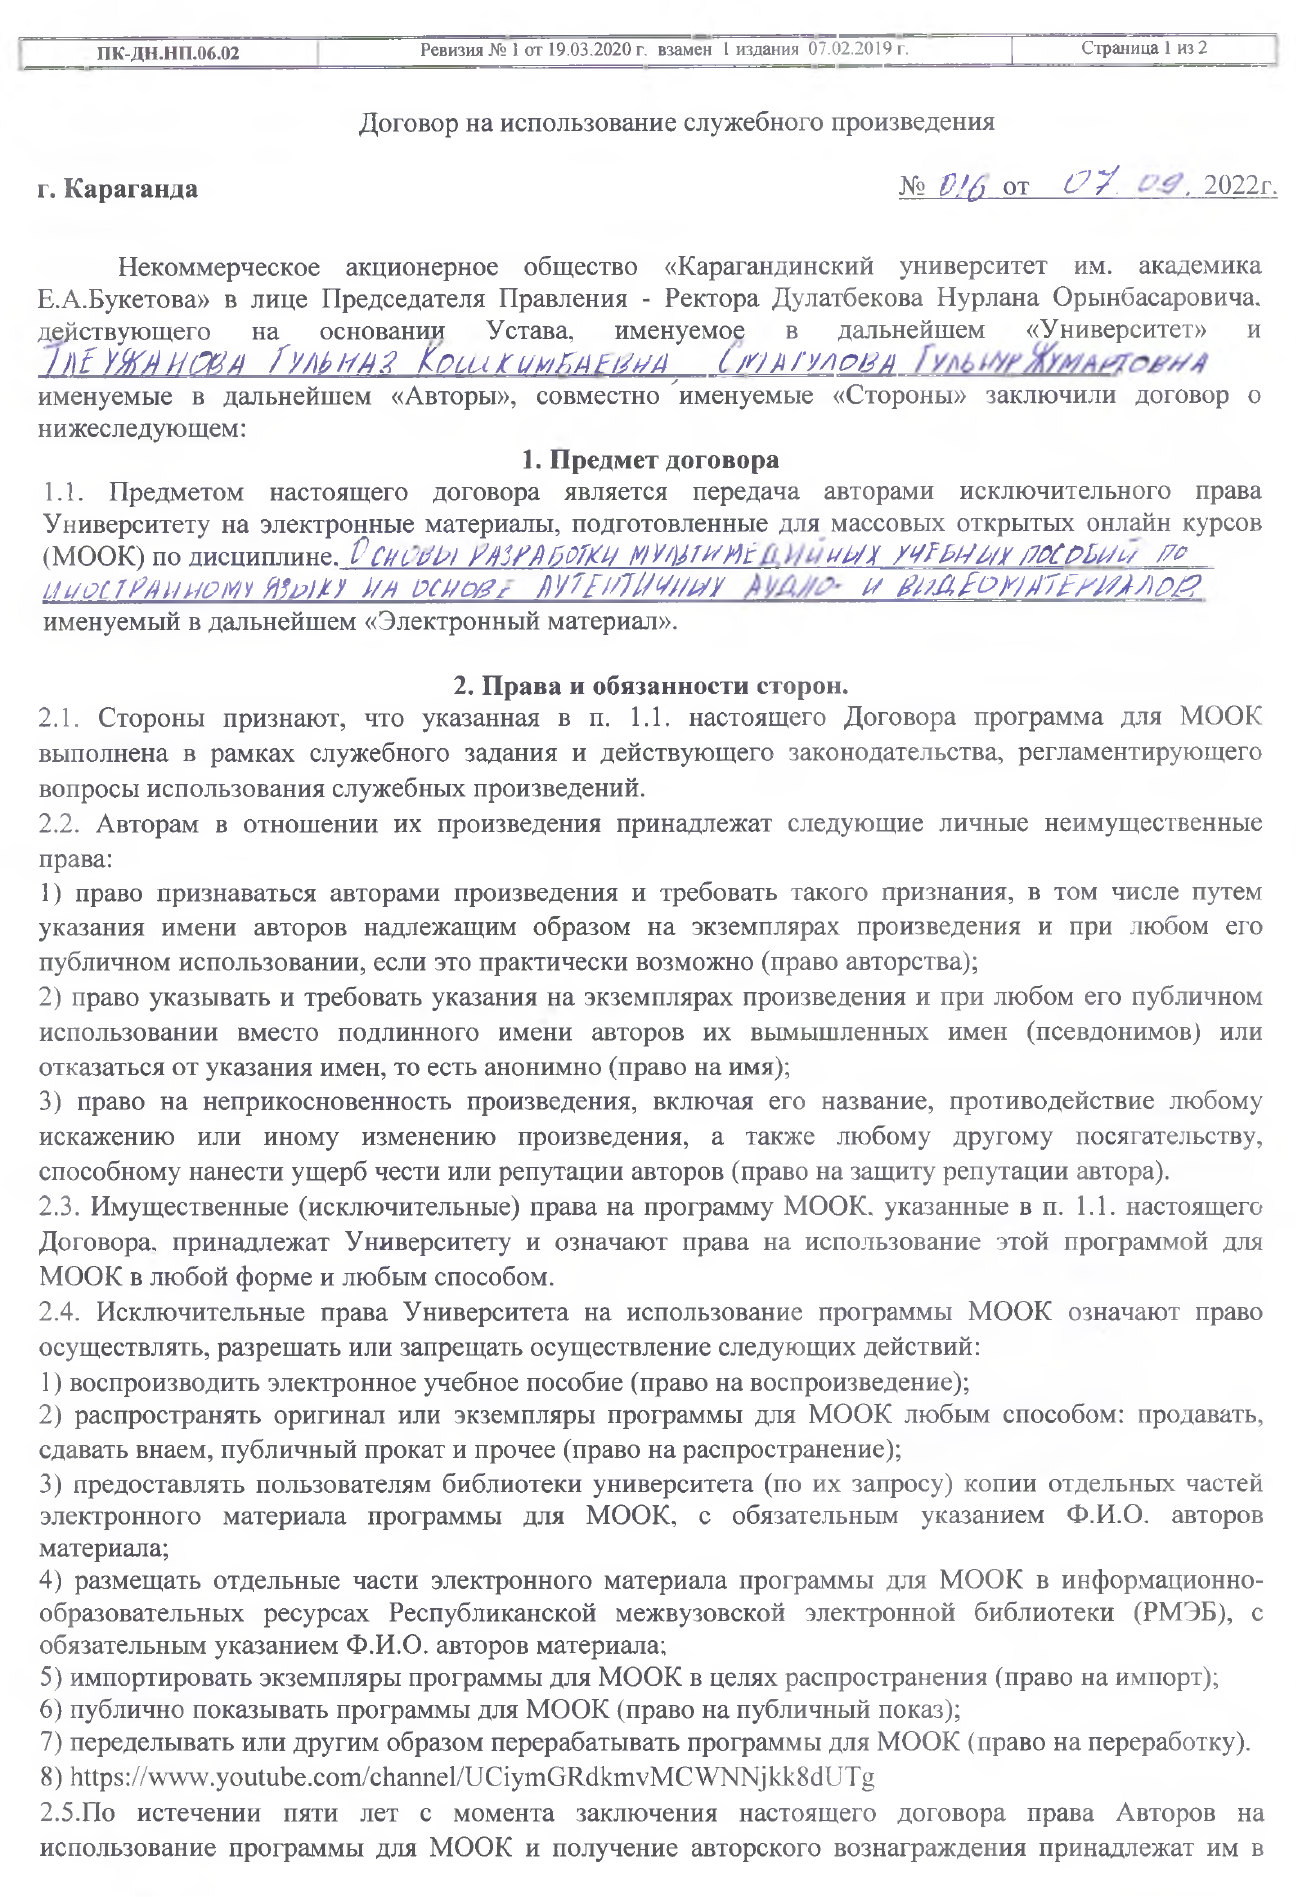 ПК-ДН.НП.06.02 Ревизия № 1 от 19.03.2020 г. взамен 1 издания 07.02.2019 г. Страница 1 из 2
Договор на использование служебного произведения
г. Караганда № 016 от 07. 09. 2022г.
Некоммерческое акционерное общество «Карагандинский университет им. академика
Е.А.Букетова» в лице Председателя Правления - Ректора Дулатбекова Нурлана Орынбасаровича.
действующего на основании Устава, именуемое в дальнейшем «Университет» и
Тлеужанова Гульназ Кошкимбаевна Смагулова Гульнур Жумартовна
именуемые в дальнейшем «Авторы», совместно именуемые «Стороны» заключили договор о
нижеследующем:
1. Предмет договора
1.1. Предметом настоящего договора является передача авторами исключительного права
Университету на электронные материалы, подготовленные для массовых открытых онлайн курсов
(МООК) по дисциплине. Основы разработки мультимедийных учебных пособий по
иностранному языку на основе аутентичных аудио- и видеоматериалов
именуемый в дальнейшем «Электронный материал».
2. Права и обязанности сторон.
2.1. Стороны признают, что указанная в п. 1.1. настоящего Договора программа для МООК
выполнена в рамках служебного задания и действующего законодательства, регламентирующего
вопросы использования служебных произведений.
2.2. Авторам в отношении их произведения принадлежат следующие личные неимущественные
права:
1) право признаваться авторами произведения и требовать такого признания, в том числе путем
указания имени авторов надлежащим образом на экземплярах произведения и при любом его
публичном использовании, если это практически возможно (право авторства);
2) право указывать и требовать указания на экземплярах произведения и при любом его публичном
использовании вместо подлинного имени авторов их вымышленных имен (псевдонимов) или
отказаться от указания имен, то есть анонимно (право на имя);
3) право на неприкосновенность произведения, включая его название, противодействие любому
искажению или иному изменению произведения, а также любому другому посягательству,
способному нанести ущерб чести или репутации авторов (право на защиту репутации автора).
2.3. Имущественные (исключительные) права на программу МООК. указанные в п. 1.1. настоящего
Договора. принадлежат Университету и означают права на использование этой программой для
МООК в любой форме и любым способом.
2.4. Исключительные права Университета на использование программы МООК означают право
осуществлять, разрешать или запрещать осуществление следующих действий:
1) воспроизводить электронное учебное пособие (право на воспроизведение);
2) распространять оригинал или экземпляры программы для МООК любым способом: продавать,
сдавать внаем, публичный прокат и прочее (право на распространение);
3) предоставлять пользователям библиотеки университета (по их запросу) копии отдельных частей
электронного материала программы для МООК, с обязательным указанием Ф.И.О. авторов
материала;
4) размещать отдельные части электронного материала программы для МООК в информационно-
образовательных ресурсах Республиканской межвузовской электронной библиотеки (РМЭБ), с
обязательным указанием Ф.И.О. авторов материала;
5) импортировать экземпляры программы для МООК в целях распространения (право на импорт);
6) публично показывать программы для МООК (право на публичный показ);
7) переделывать или другим образом перерабатывать программы для МООК (право на переработку).
8) https://www.youtube.com/channel/UCiymGRdkmvMCWNNjkk8dUTg
2.5.По истечении пяти лет с момента заключения настоящего договора права Авторов на
использование программы для МООК и получение авторского вознаграждения принадлежат им в